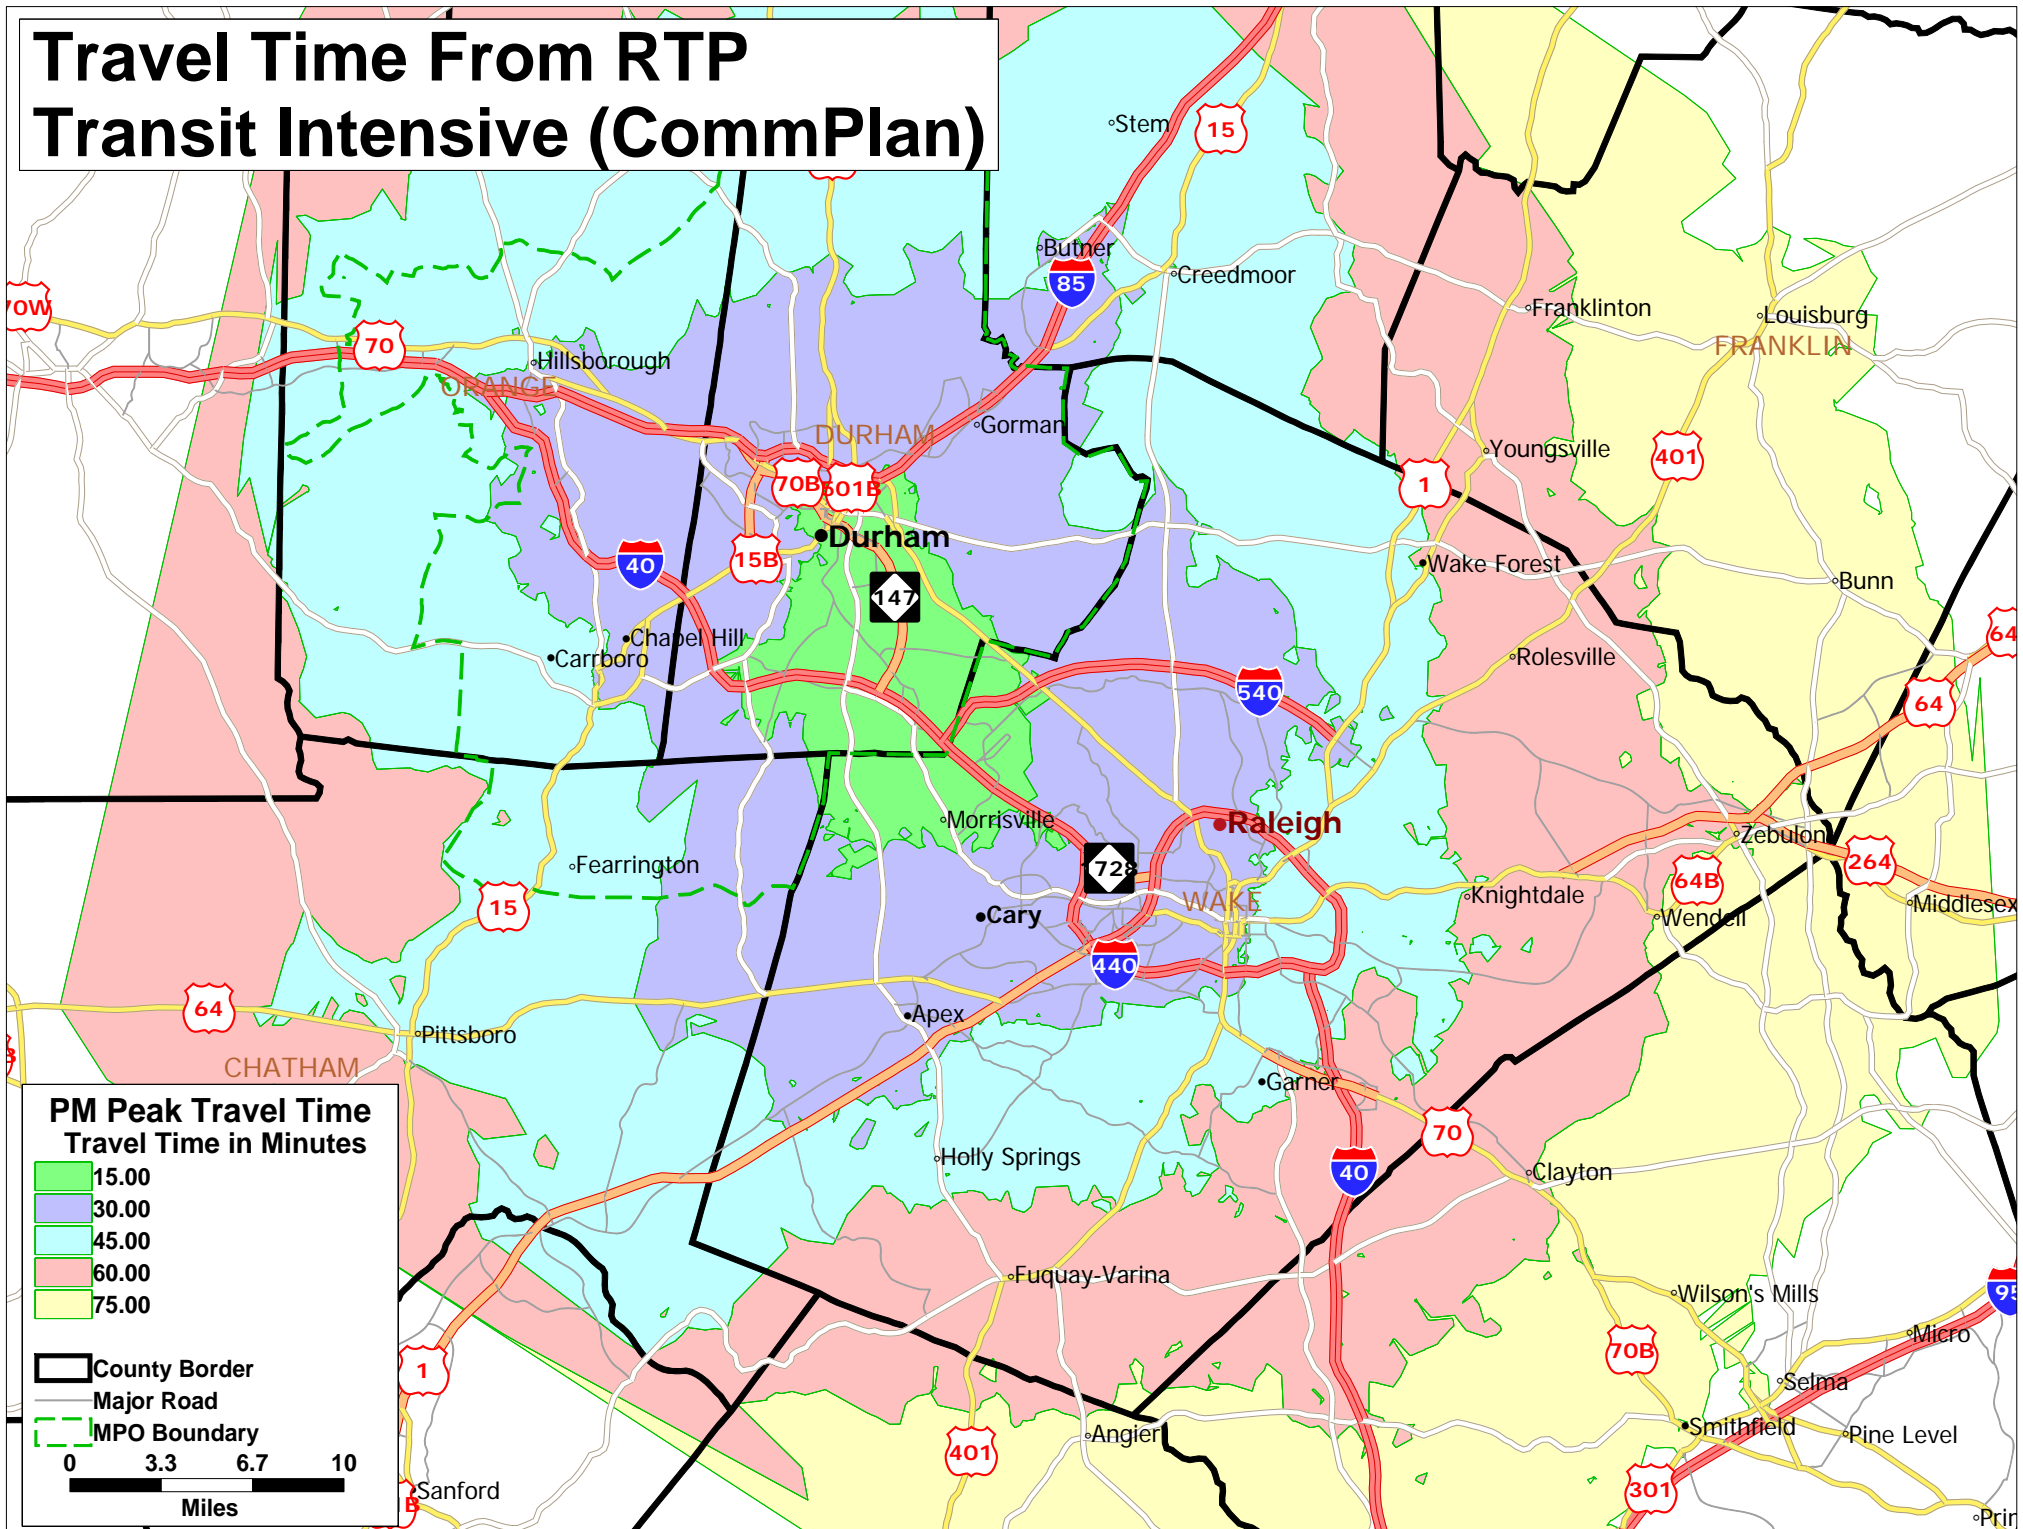 Travel Time From RTP
Transit Intensive (CommPlan)
Stem
15
Butner
85
Creedmoor
70W
Franklinton
Louisburg
FRANKLIN
70
Hillsborough
ORANGE
DURHAM
Gorman
Youngsville
401
1
70B
501B
Durham
15B
40
147
Wake Forest
Bunn
64
Chapel Hill
Carrboro
Rolesville
540
64
Morrisville
Raleigh
Zebulon
264
Fearrington
1728
64B
Knightdale
WAKE
Middlesex
15
Cary
Wendell
440
64
Apex
Pittsboro
CHATHAM
Garner
70
40
Clayton
Holly Springs
Fuquay-Varina
Wilson's Mills
95
Micro
70B
1
Selma
Smithfield
Pine Level
Angier
401
301
Sanford
PM Peak Travel Time
Travel Time in Minutes
15.00
30.00
45.00
60.00
75.00
County Border
Major Road
MPO Boundary
0 3.3 6.7 10
Miles